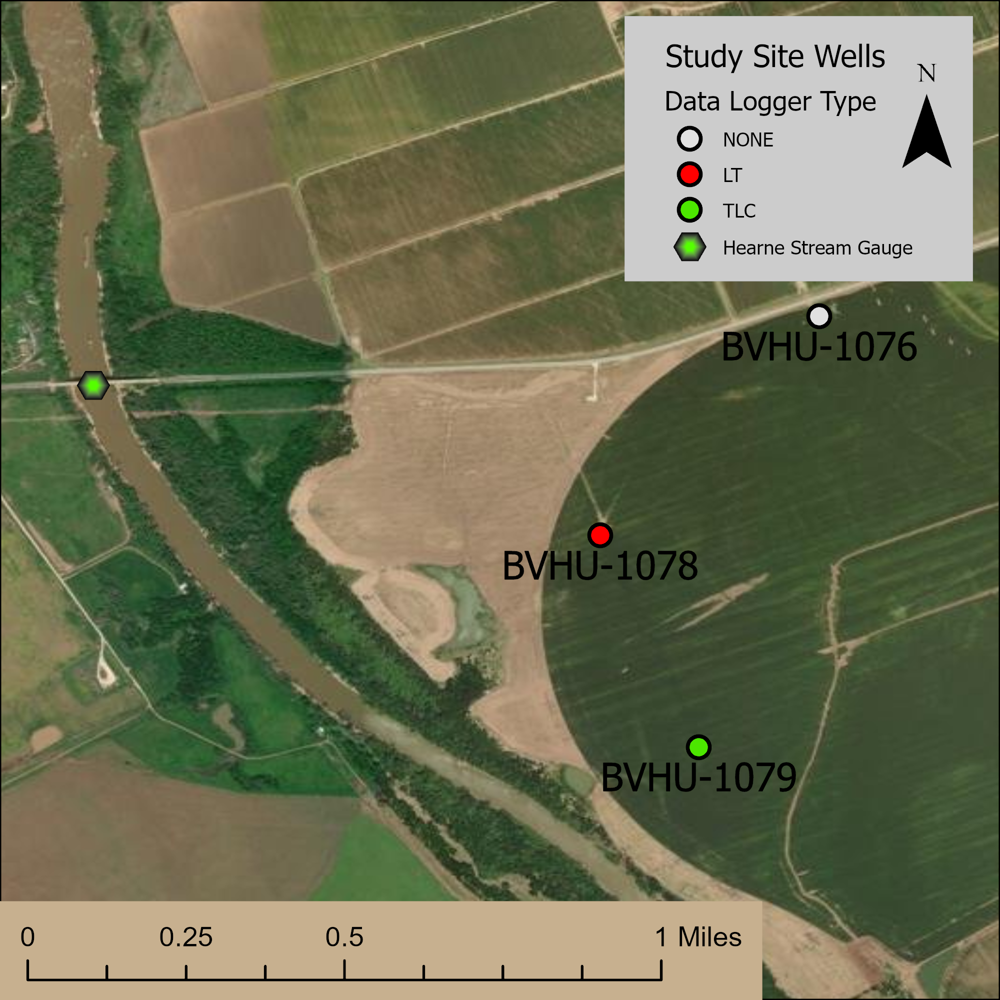 Study Site Wells
N
Data Logger Type
NONE
LT
TLC
Hearne Stream Gauge
BVHU-1076
BVHU-1078
BVHU-1079
0 0.25 0.5 1 Miles